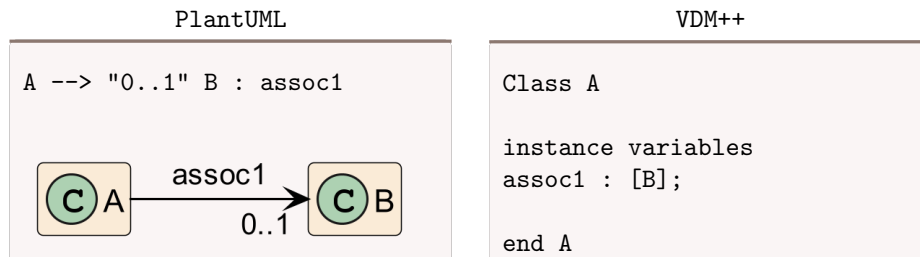 PlantUML
A --> "0..1" B : assoc1
C A
assoc1
0..1
C B
VDM++
Class A
instance variables
assoc1 : [B];
end A